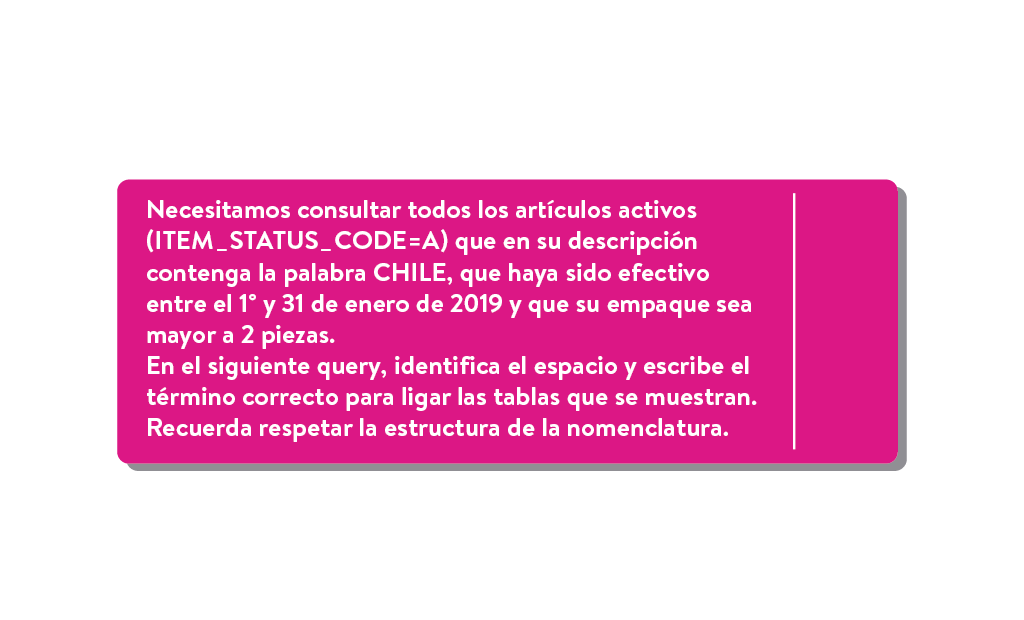 Necesitamos consultar todos los artículos activos
(ITEM_STATUS_CODE=A) que en su descripción
contenga la palabra CHILE, que haya sido efectivo
entre el 1° y 31 de enero de 2019 y que su empaque sea
mayor a 2 piezas.
En el siguiente query, identifica el espacio y escribe el
término correcto para ligar las tablas que se muestran.
Recuerda respetar la estructura de la nomenclatura.